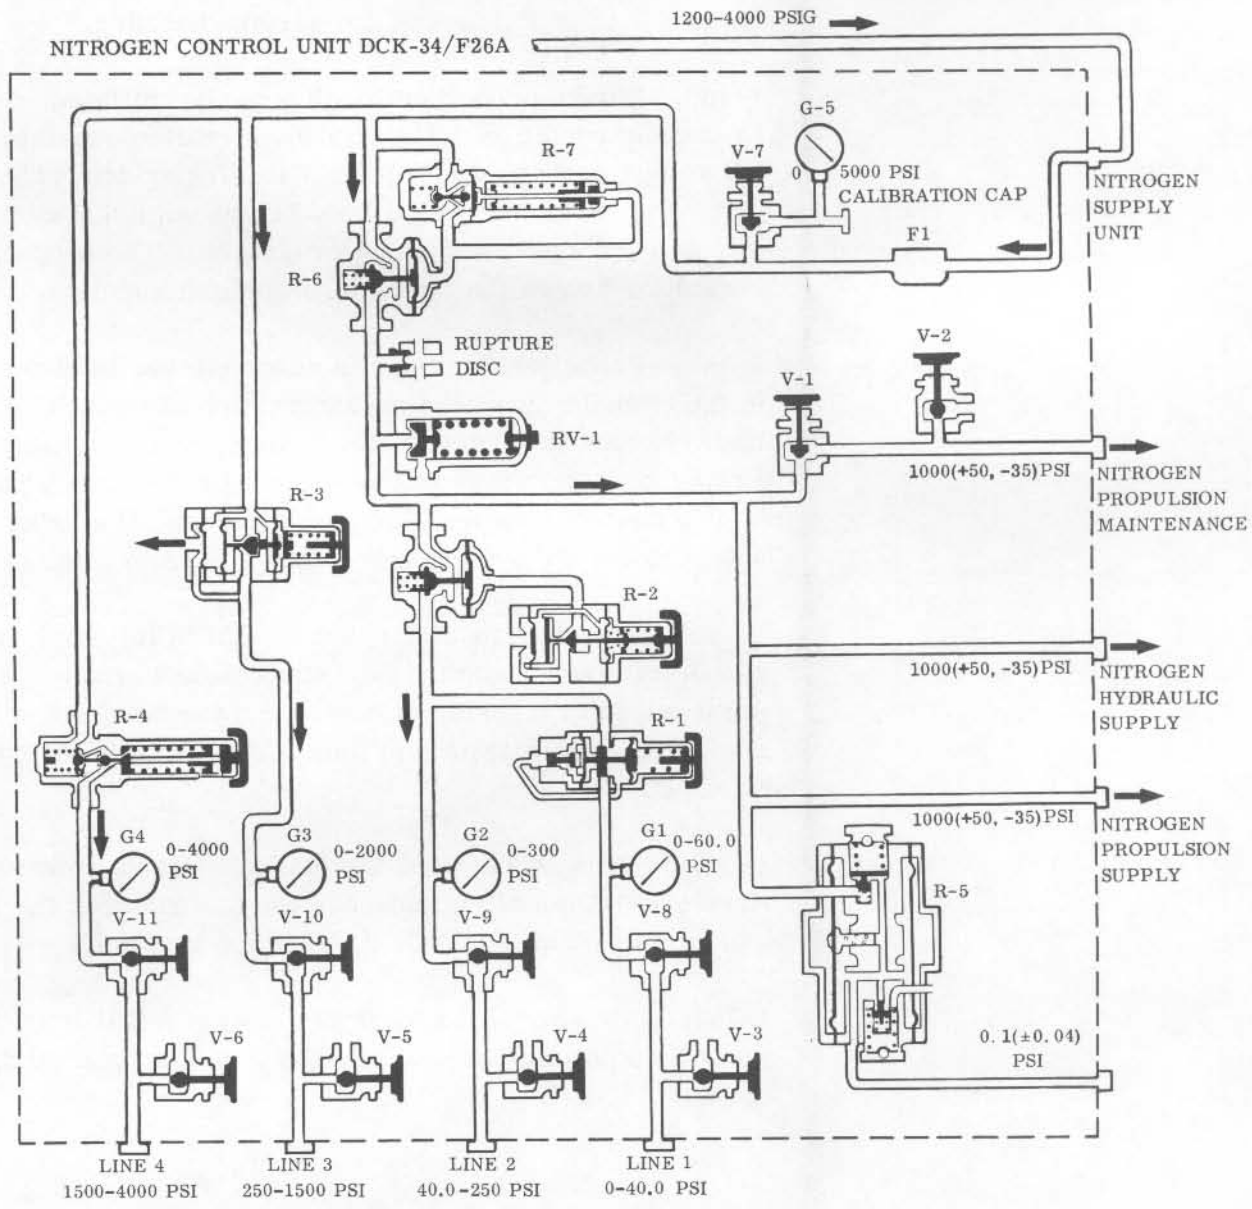 1200-4000 PSIG
NITROGEN CONTROL UNIT DCK-34/F26A
G-5
V-7
R-7
0
5000 PSI
CALIBRATION CAP
NITROGEN
SUPPLY
UNIT
F1
R-6
V-2
RUPTURE
DISC
V-1
RV-1
1000(+50, -35)PSI
NITROGEN
PROPULSION
MAINTENANCE
R-3
R-2
1000(+50, -35)PSI
NITROGEN
HYDRAULIC
SUPPLY
R-4
R-1
1000(+50, -35)PSI
NITROGEN
PROPULSION
SUPPLY
G4
0-4000
PSI
G3
0-2000
PSI
G2
0-300
PSI
G1
0-60.0
PSI
R-5
V-11
V-10
V-9
V-8
V-6
V-5
V-4
V-3
0.1(±0.04)
PSI
LINE 4
1500-4000 PSI
LINE 3
250-1500 PSI
LINE 2
40.0-250 PSI
LINE 1
0-40.0 PSI